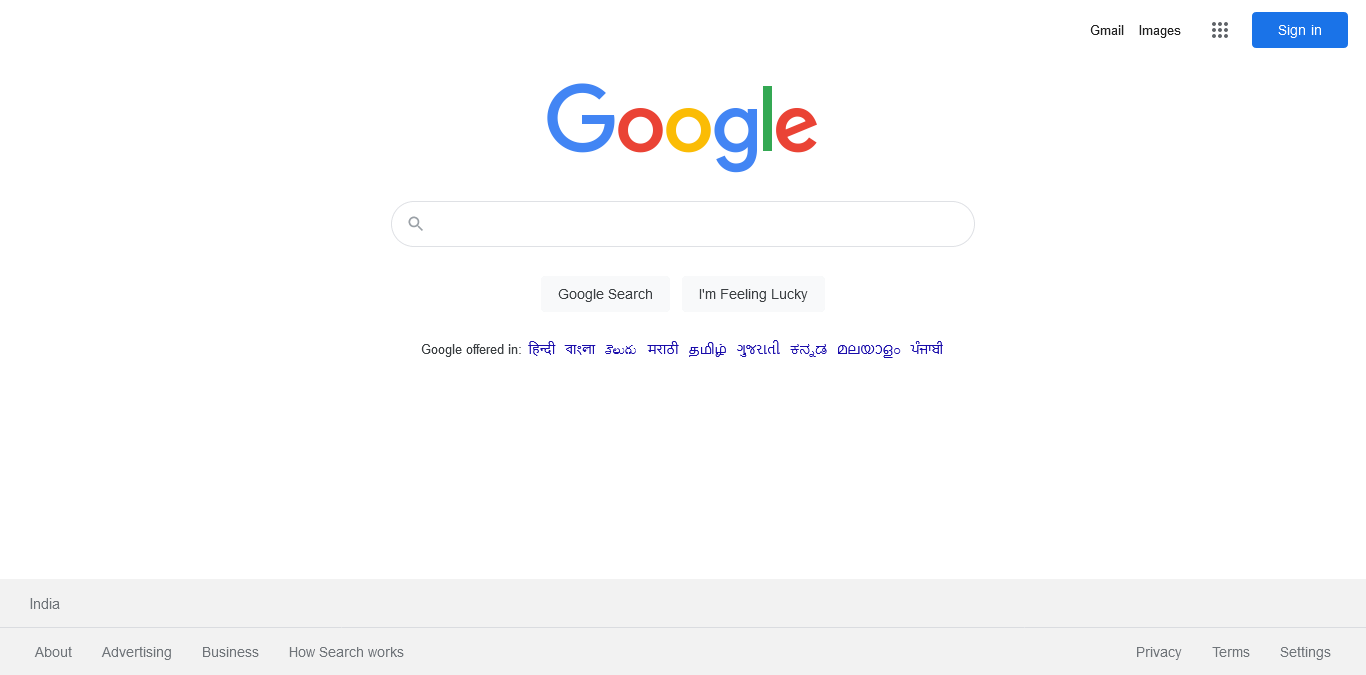 Gmail Images Sign in
Google
Google Search I'm Feeling Lucky
Google offered in: हिन्दी বাংলা తెలుగు मराठी தமிழ் ગુજરાતી ಕನ್ನಡ മലയാളം ਪੰਜਾਬੀ
India
About Advertising Business How Search works Privacy Terms Settings